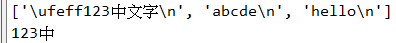 ['\ufeff123中文字\n', 'abcde\n', 'hello\n']
123中